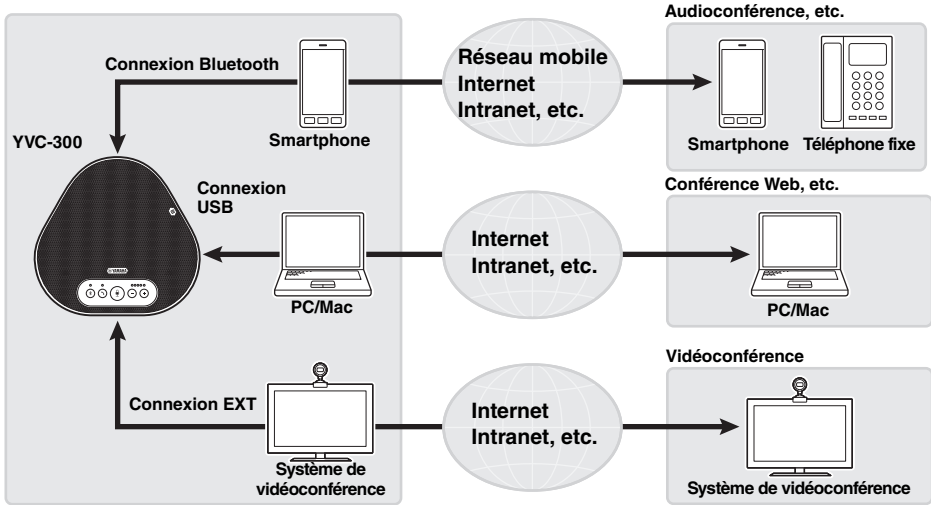 Audioconférence, etc.
Connexion Bluetooth
Réseau mobile
Internet
Intranet, etc.
YVC-300
Smartphone
Smartphone
Téléphone fixe
Connexion
USB
Conférence Web, etc.
Internet
Intranet, etc.
YAMAHA
PC/Mac
PC/Mac
Vidéoconférence
Connexion EXT
Internet
Intranet, etc.
Système de
vidéoconférence
Système de vidéoconférence